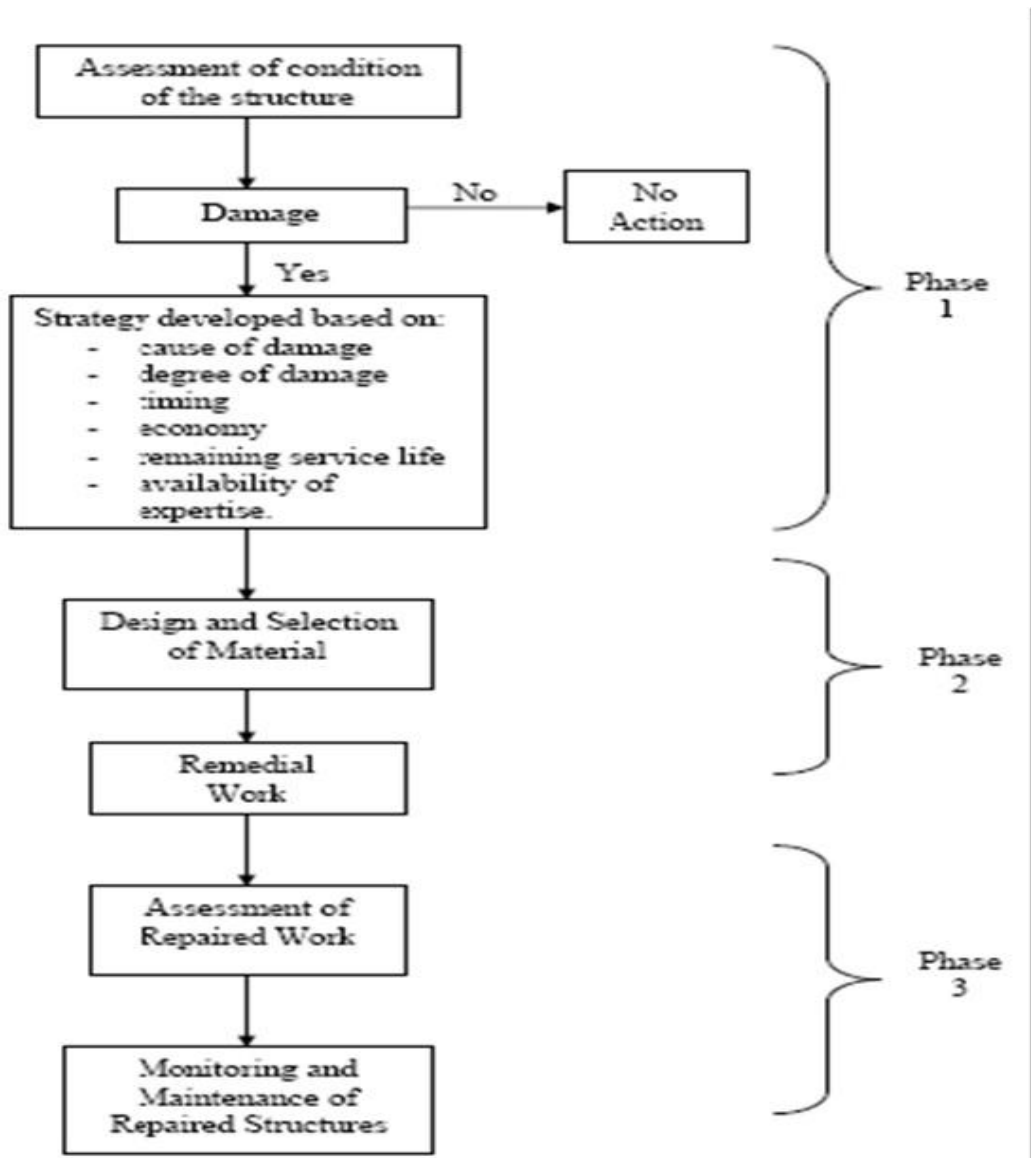 Assessment of condition
of the structure
Damage
No
No
Action
Yes
Phase
1
Strategy developed based on:
- cause of damage
- degree of damage
- timing
- economy
- remaining service life
- availability of
expertise.
Design and Selection
of Material
Phase
2
Remedial
Work
Assessment of
Repaired Work
Phase
3
Monitoring and
Maintenance of
Repaired Structures